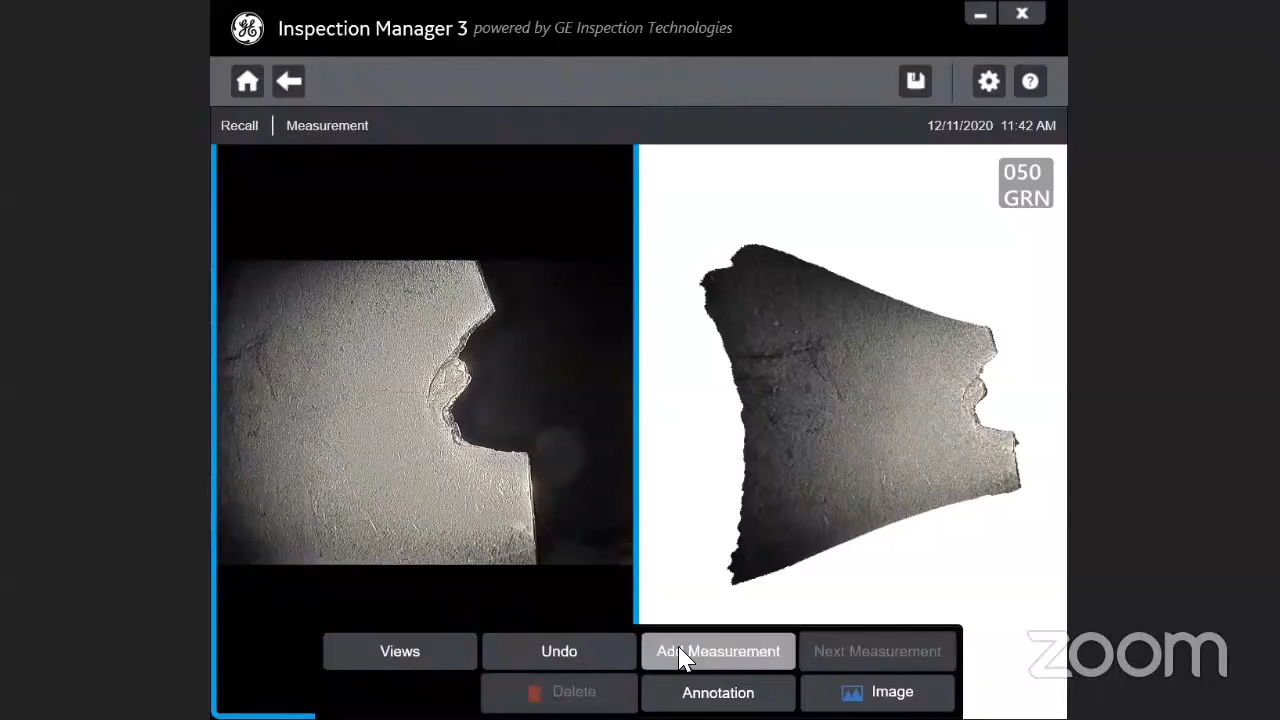 Inspection Manager 3 powered by GE Inspection Technologies
Recall | Measurement 12/11/2020 11:42 AM
050
GRN
Views Undo Add Measurement Next Measurement
Delete Annotation Image
zoom